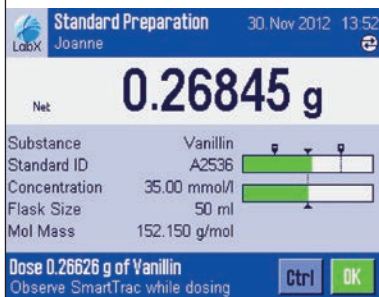 LabX
Standard Preparation
30. Nov 2012 13:52
Joanne
Net 0.26845 g
Substance Vanillin
Standard ID A2536
Concentration 35.00 mmol/l
Flask Size 50 ml
Mol Mass 152.150 g/mol
Dose 0.26626 g of Vanillin
Observe SmartTrac while dosing
Ctrl
OK